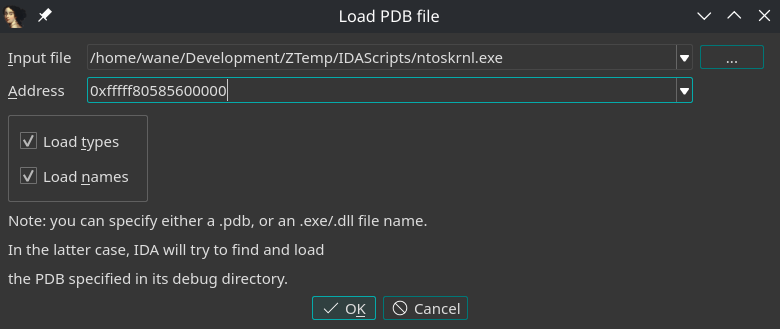 Load PDB file
Input file /home/wane/Development/ZTemp/IDAScripts/ntoskrnl.exe ...
Address 0xfffff80585600000
Load types
Load names
Note: you can specify either a .pdb, or an .exe/.dll file name.
In the latter case, IDA will try to find and load
the PDB specified in its debug directory.
OK Cancel